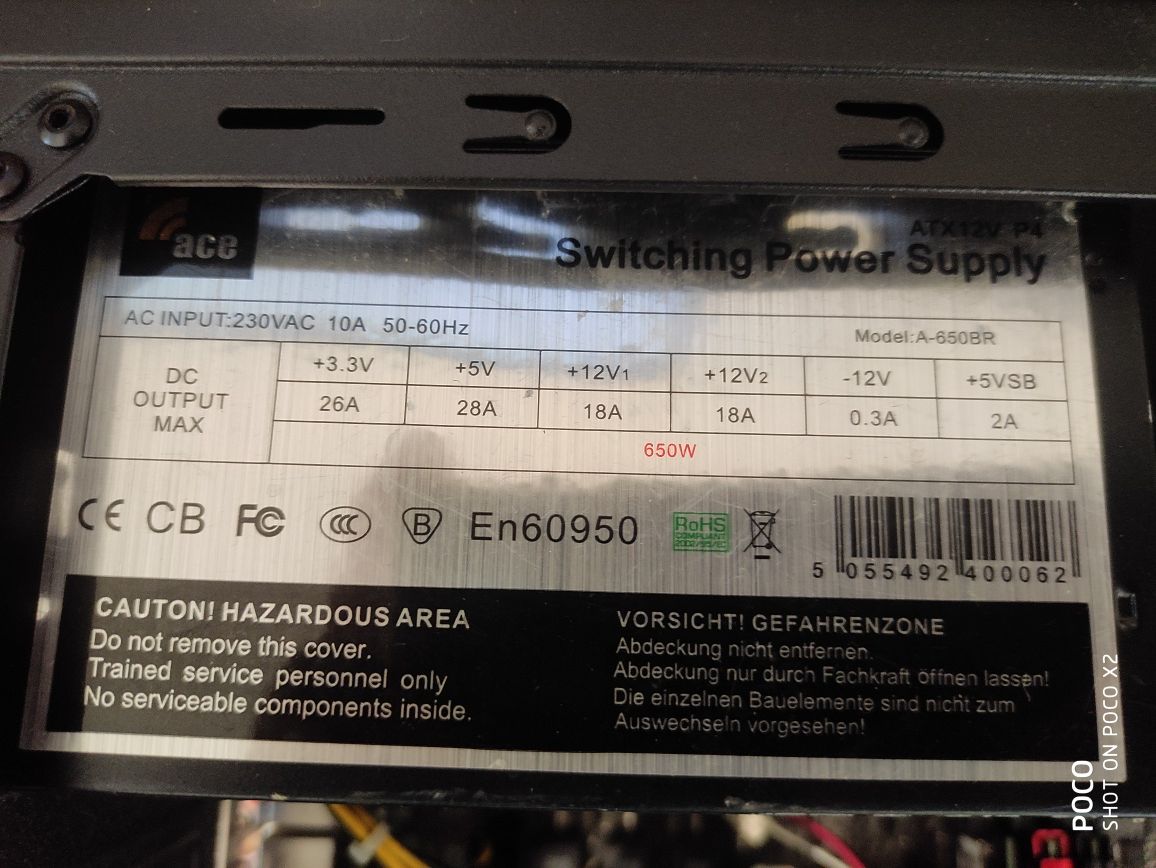 ace
ATX12V P4
Switching Power Supply
AC INPUT:230VAC 10A 50-60Hz
Model:A-650BR
DC OUTPUT MAX
+3.3V +5V +12V1 +12V2 -12V +5VSB
26A 28A 18A 18A 0.3A 2A
650W
CE CB FC CCC B En60950
RoHS
COMPLIANT
5 055492 400062
CAUTON! HAZARDOUS AREA
Do not remove this cover.
Trained service personnel only
No serviceable components inside.
VORSICHT! GEFAHRENZONE
Abdeckung nicht entfernen.
Abdeckung nur durch Fachkraft öffnen lassen!
Die einzelnen Bauelemente sind nicht zum
Auswechseln vorgesehen!
POCO
SHOT ON POCO X2